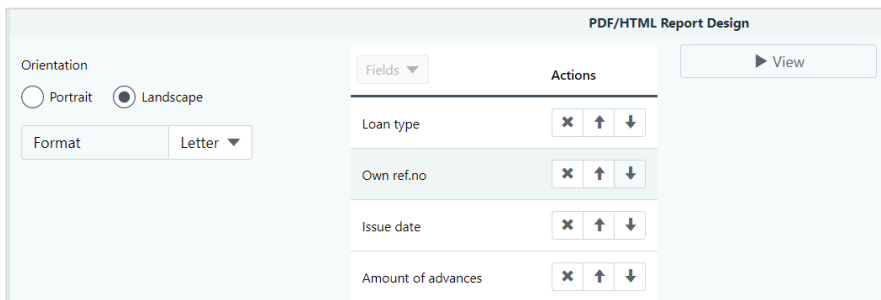 PDF/HTML Report Design
Orientation
Portrait Landscape
Format Letter
Fields
Actions
Loan type
Own ref.no
Issue date
Amount of advances
View